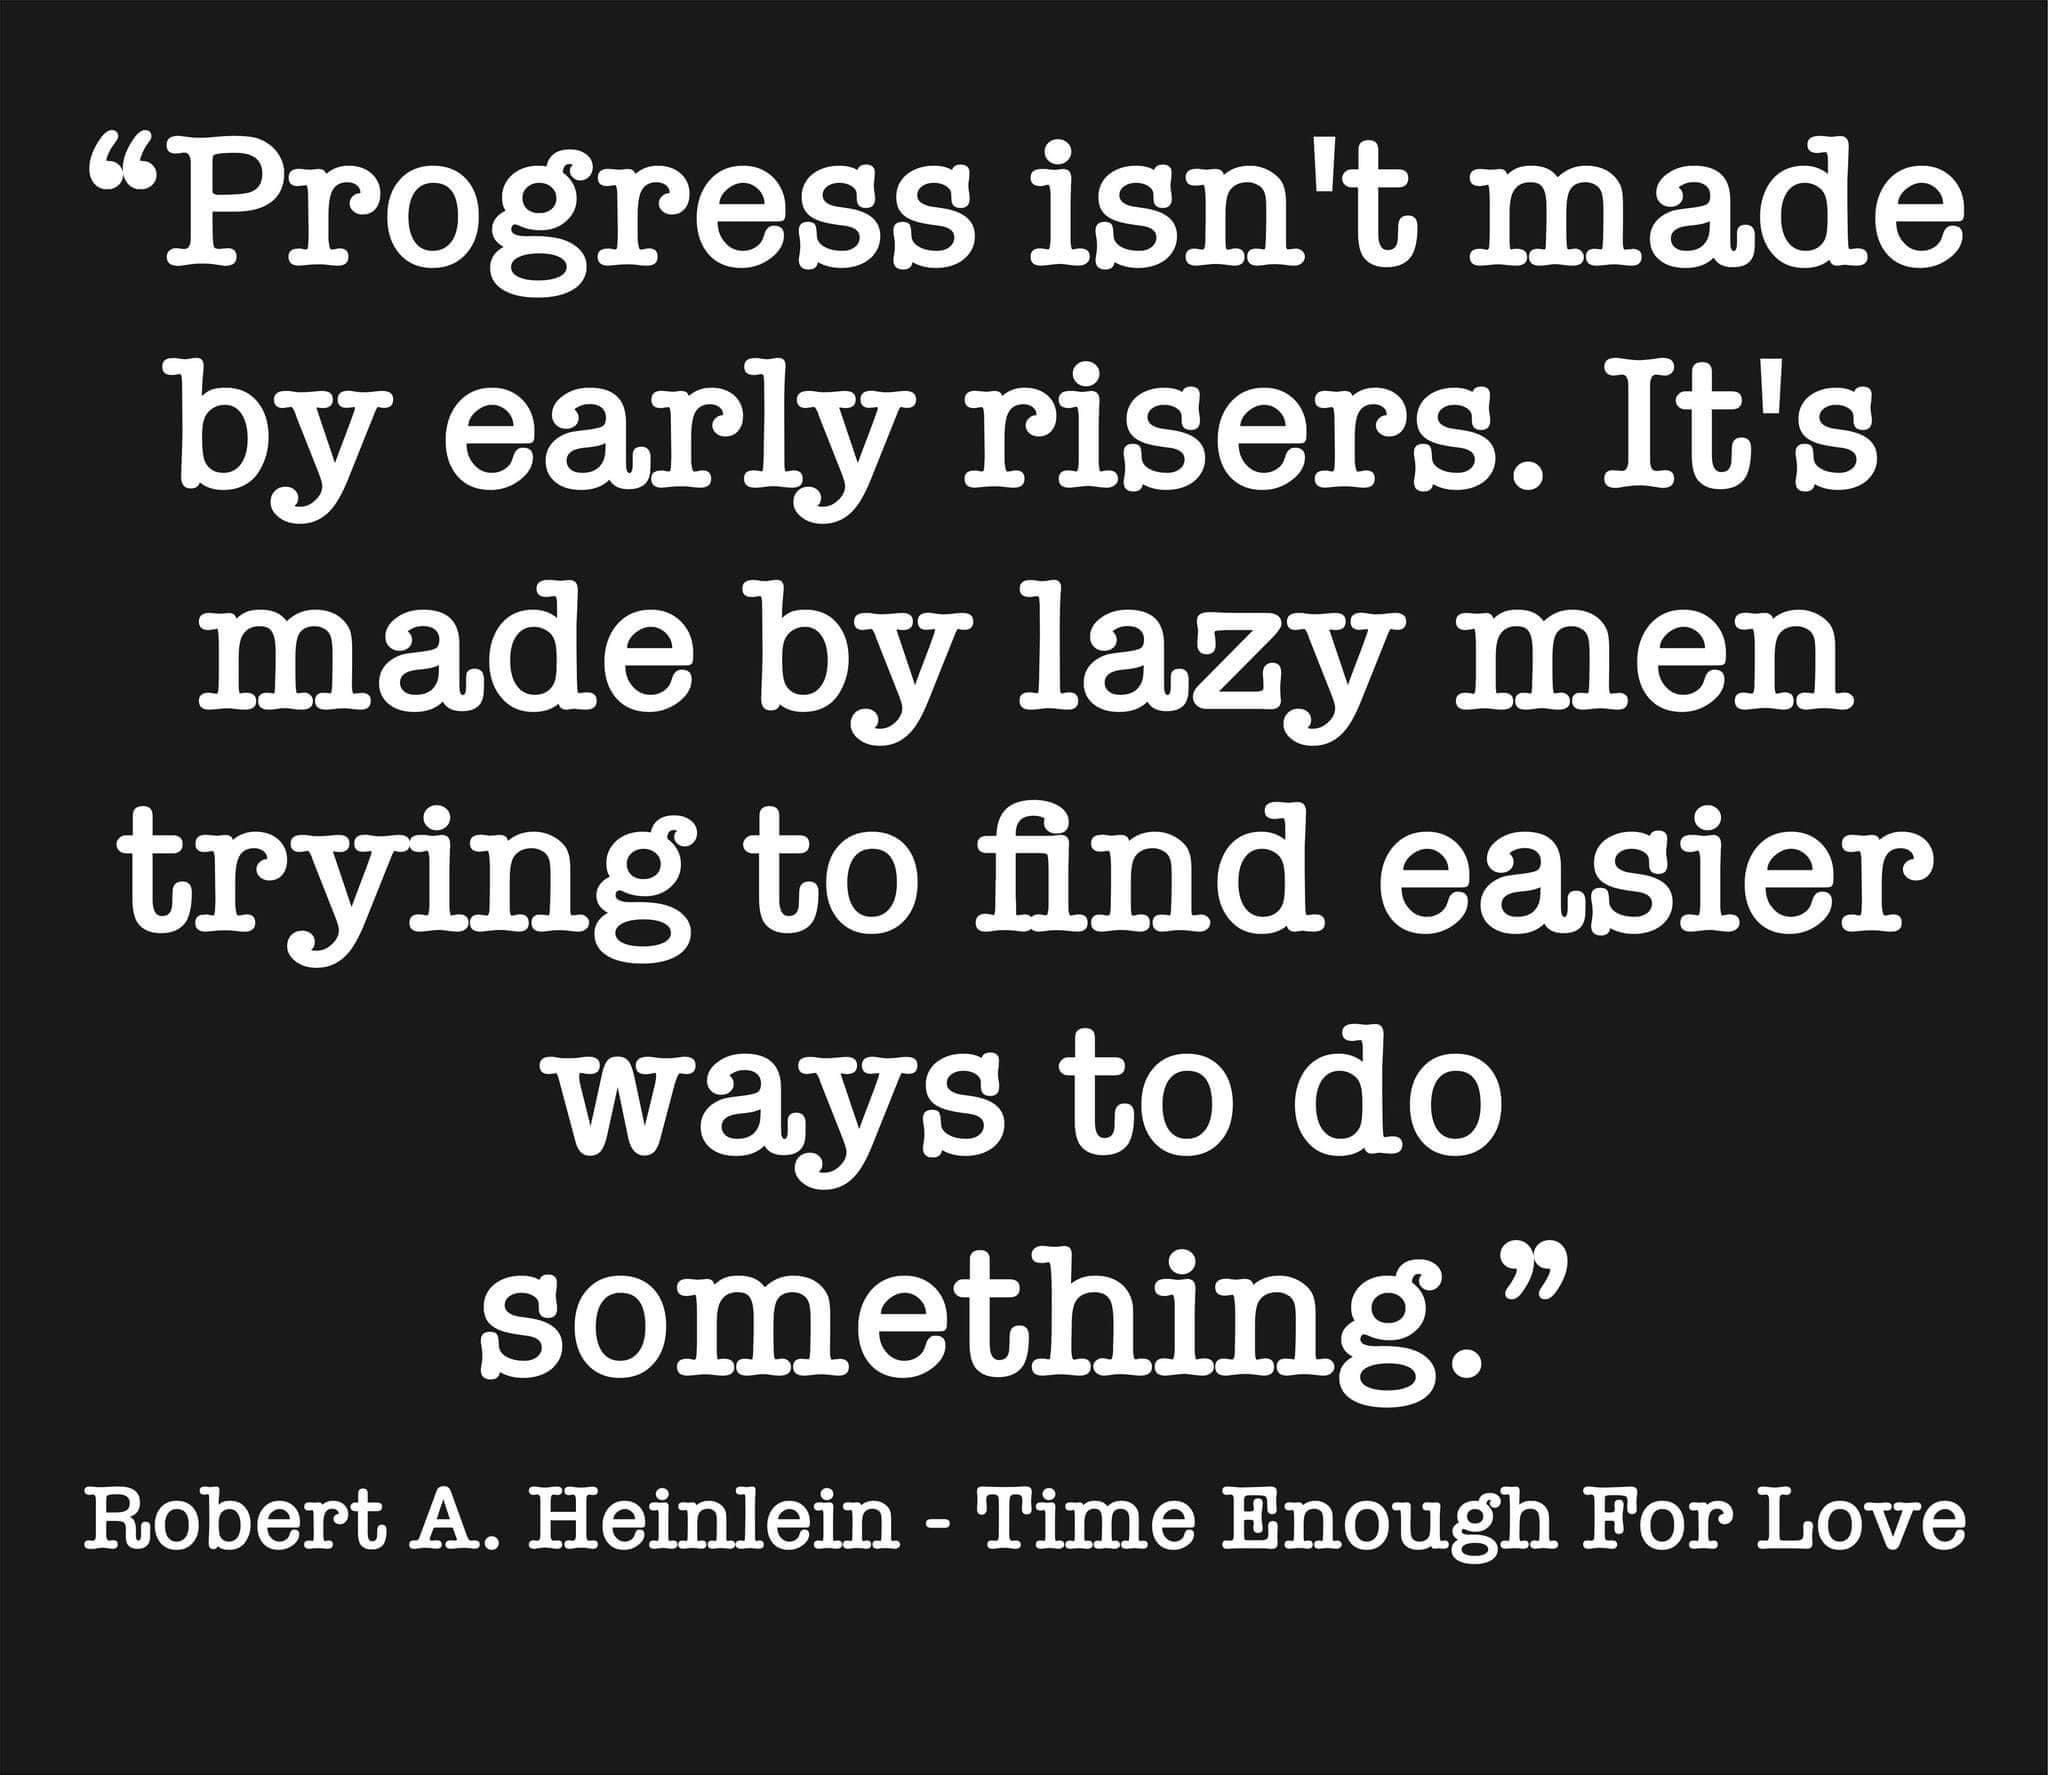 “Progress isn't made
by early risers. It's
made by lazy men
trying to find easier
ways to do
something.”
Robert A. Heinlein - Time Enough For Love